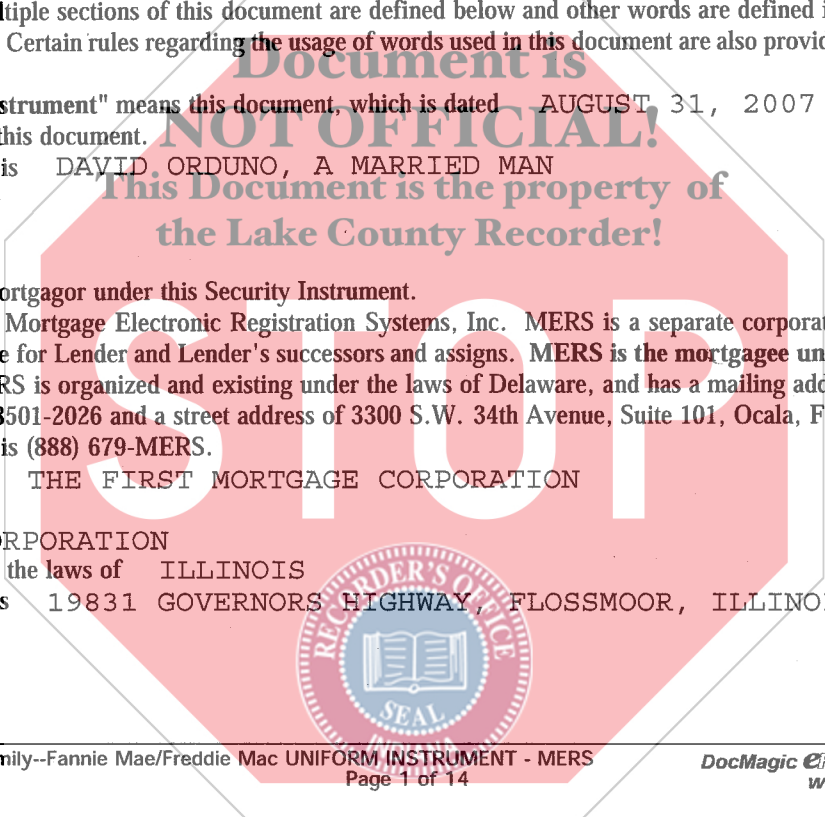 tiple sections of this document are defined below and other words are defined i
Certain rules regarding the usage of words used in this document are also provid
Document is
strument" means this document, which is dated AUGUST 31, 2007
NOT OFFICIAL!
this document.
is DAVID ORDUNO, A MARRIED MAN
This Document is the property of
the Lake County Recorder!
ortgagor under this Security Instrument.
Mortgage Electronic Registration Systems, Inc. MERS is a separate corporat
e for Lender and Lender's successors and assigns. MERS is the mortgagee un
RS is organized and existing under the laws of Delaware, and has a mailing add
8501-2026 and a street address of 3300 S.W. 34th Avenue, Suite 101, Ocala, F
is (888) 679-MERS.
STOP
THE FIRST MORTGAGE CORPORATION
RPORATION
the laws of ILLINOIS
s 19831 GOVERNORS HIGHWAY, FLOSSMOOR, ILLINOI
RECORDER'S OFFICE
SEAL
INDIANA
mily--Fannie Mae/Freddie Mac UNIFORM INSTRUMENT - MERS DocMagic
Page 1 of 14 w